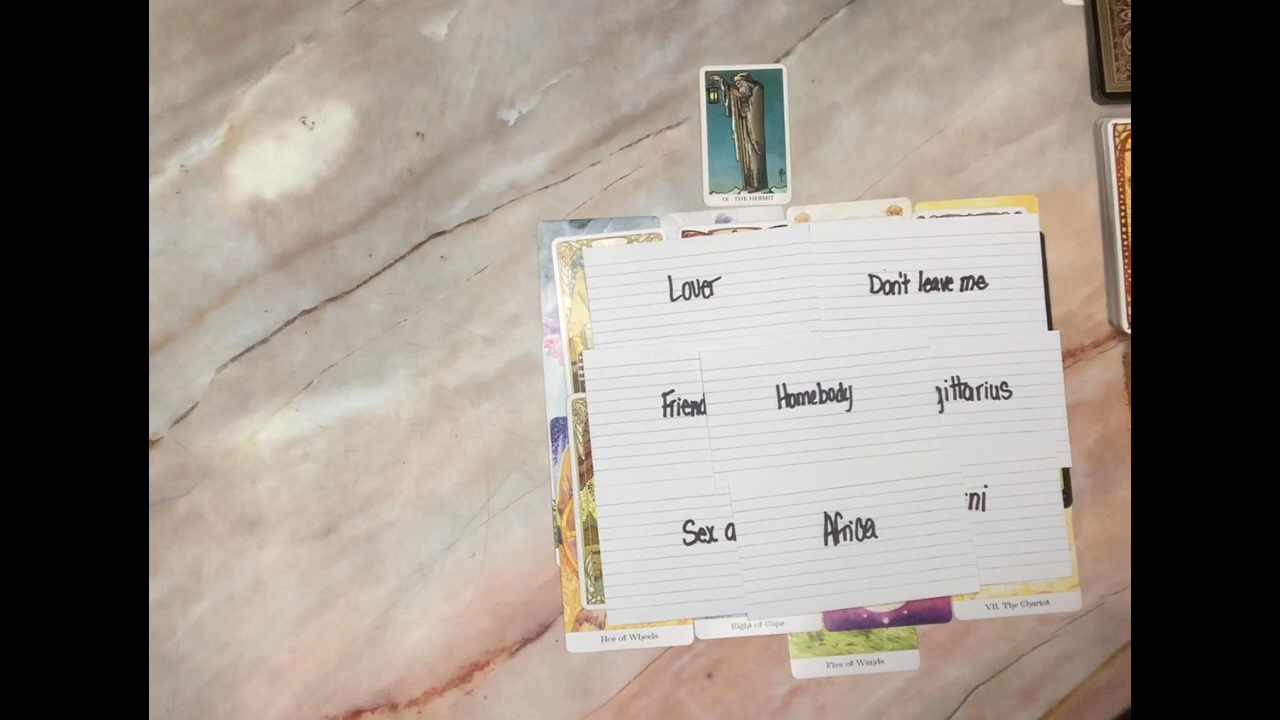 IX - THE HERMIT
Lover
Don't leave me
Friend
Homebody
gittarius
Sex a
Africa
ni
Ace of Wheels
Eight of Cups
VII. The Chariot
Five of Wands